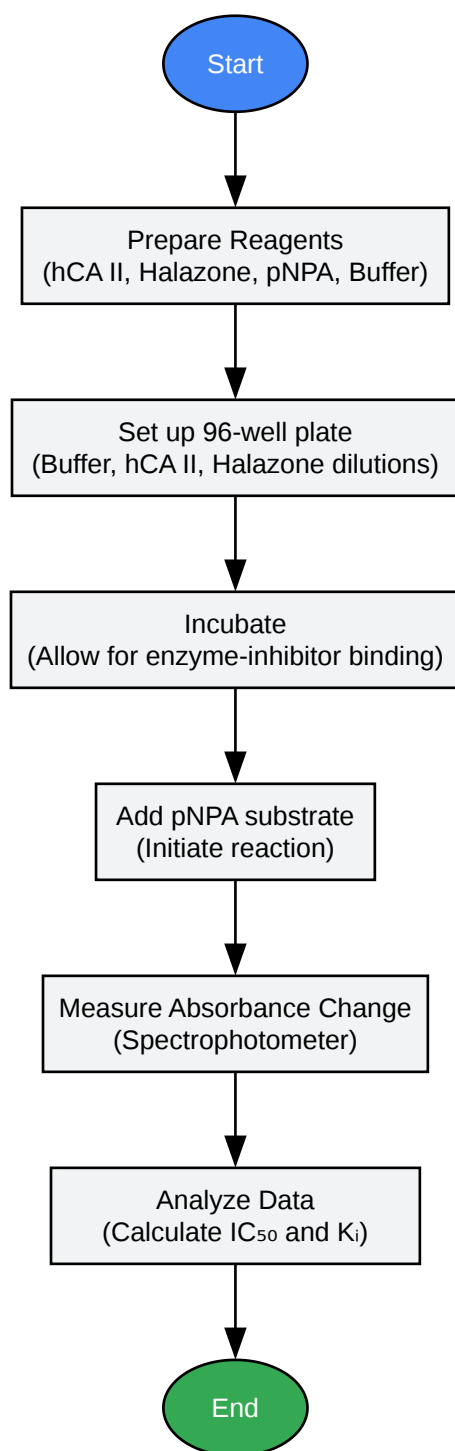 Start
Prepare Reagents
(hCA II, Halazone, pNPA, Buffer)
Set up 96-well plate
(Buffer, hCA II, Halazone dilutions)
Incubate
(Allow for enzyme-inhibitor binding)
Add pNPA substrate
(Initiate reaction)
Measure Absorbance Change
(Spectrophotometer)
Analyze Data
(Calculate IC₅₀ and Kᵢ)
End